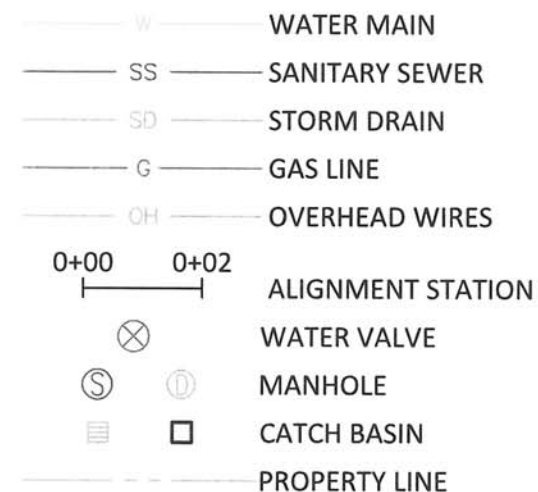 W WATER MAIN
SS SANITARY SEWER
SD STORM DRAIN
G GAS LINE
OH OVERHEAD WIRES
0+00 0+02
ALIGNMENT STATION
WATER VALVE
S D MANHOLE
CATCH BASIN
PROPERTY LINE